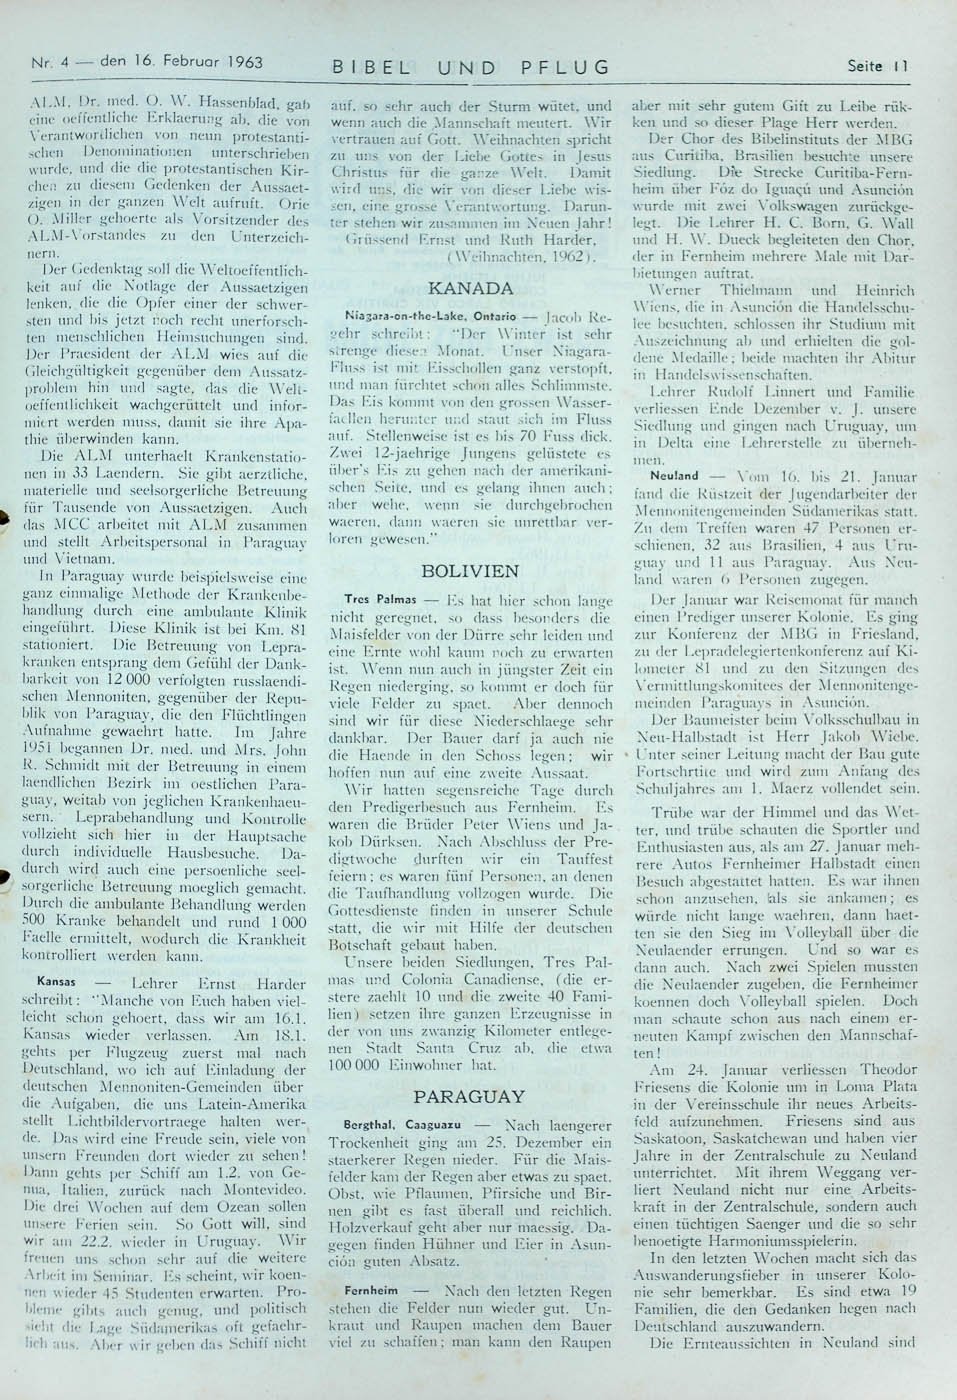 Nr. 4 — den 16. Februar 1963
BIBEL UND PFLUG
Seite 11
ALM, Dr. med. O. W. Hassenblad, gab
eine oeffentliche Erklaerung ab, die von
Verantwortlichen von neun protestanti-
schen Denominationen unterschrieben
wurde, und die die protestantischen Kir-
chen zu diesem Gedenken der Aussaet-
zigen in der ganzen Welt aufruft. Orie
O. Miller gehoerte als Vorsitzender des
ALM-Vorstandes zu den Unterzeich-
nern.
Der Gedenktag soll die Weltoeffentlich-
keit auf die Notlage der Aussaetzigen
lenken, die die Opfer einer der schwer-
sten und bis jetzt noch recht unerforsch-
ten menschlichen Heimsuchungen sind.
Der Praesident der ALM wies auf die
Gleichgültigkeit gegenüber dem Aussatz-
problem hin und sagte, das die Welt-
oeffentlichkeit wachgerüttelt und infor-
miert werden muss, damit sie ihre Apa-
thie überwinden kann.
Die ALM unterhaelt Krankenstatio-
nen in 33 Laendern. Sie gibt aerztliche,
materielle und seelsorgerliche Betreuung
für Tausende von Aussaetzigen. Auch
das MCC arbeitet mit ALM zusammen
und stellt Arbeitspersonal in Paraguay
und Vietnam.
In Paraguay wurde beispielsweise eine
ganz einmalige Methode der Krankenbe-
handlung durch eine ambulante Klinik
eingeführt. Diese Klinik ist bei Km. 81
stationiert. Die Betreuung von Lepra-
kranken entsprang dem Gefühl der Dank-
barkeit von 12 000 verfolgten russlaendi-
schen Mennoniten, gegenüber der Repu-
blik von Paraguay, die den Flüchtlingen
Aufnahme gewaehrt hatte. Im Jahre
1951 begannen Dr. med. und Mrs. John
R. Schmidt mit der Betreuung in einem
laendlichen Bezirk im oestlichen Para-
guay, weitab von jeglichen Krankenhaeu-
sern. Leprabehandlung und Kontrolle
vollzieht sich hier in der Hauptsache
durch individuelle Hausbesuche. Da-
durch wird auch eine persoenliche seel-
sorgerliche Betreuung moeglich gemacht.
Durch die ambulante Behandlung werden
500 Kranke behandelt und rund 1 000
Faelle ermittelt, wodurch die Krankheit
kontrolliert werden kann.
Kansas — Lehrer Ernst Harder
schreibt: "Manche von Euch haben viel-
leicht schon gehoert, dass wir am 16.1.
Kansas wieder verlassen. Am 18.1.
gehts per Flugzeug zuerst mal nach
Deutschland, wo ich auf Einladung der
deutschen Mennoniten-Gemeinden über
die Aufgaben, die uns Latein-Amerika
stellt Lichtbildervortraege halten wer-
de. Das wird eine Freude sein, viele von
unsern Freunden dort wieder zu sehen!
Dann gehts per Schiff am 1.2. von Ge-
nua, Italien, zurück nach Montevideo.
Die drei Wochen auf dem Ozean sollen
unsere Ferien sein. So Gott will, sind
wir am 22.2. wieder in Uruguay. Wir
freuen uns schon sehr auf die weitere
Arbeit im Seminar. Es scheint, wir koen-
nen wieder 45 Studenten erwarten. Pro-
bleme gibts auch genug, und politisch
sieht die Lage Südamerikas oft gefaehr-
lich aus. Aber wir geben das Schiff nicht
auf, so sehr auch der Sturm wütet, und
wenn auch die Mannschaft meutert. Wir
vertrauen auf Gott. Weihnachten spricht
zu uns von der Liebe Gottes in Jesus
Christus für die ganze Welt. Damit
wird uns, die wir von dieser Liebe wis-
sen, eine grosse Verantwortung. Darun-
ter stehen wir zusammen im Neuen Jahr!
Grüssend Ernst und Ruth Harder,
(Weihnachten, 1962).
KANADA
Niagara-on-the-Lake, Ontario — Jacob Re-
gehr schreibt: "Der Winter ist sehr
strenge diesen Monat. Unser Niagara-
Fluss ist mit Eisschollen ganz verstopft,
und man fürchtet schon alles Schlimmste.
Das Eis kommt von den grossen Wasser-
faellen herunter und staut sich im Fluss
auf. Stellenweise ist es bis 70 Fuss dick.
Zwei 12-jaehrige Jungens gelüstete es
über's Eis zu gehen nach der amerikani-
schen Seite, und es gelang ihnen auch;
aber wehe, wenn sie durchgebrochen
waeren, dann waeren sie unrettbar ver-
loren gewesen."
BOLIVIEN
Tres Palmas — Es hat hier schon lange
nicht geregnet, so dass besonders die
Maisfelder von der Dürre sehr leiden und
eine Ernte wohl kaum noch zu erwarten
ist. Wenn nun auch in jüngster Zeit ein
Regen niederging, so kommt er doch für
viele Felder zu spaet. Aber dennoch
sind wir für diese Niederschlaege sehr
dankbar. Der Bauer darf ja auch nie
die Haende in den Schoss legen; wir
hoffen nun auf eine zweite Aussaat.
Wir hatten segensreiche Tage durch
den Predigerbesuch aus Fernheim. Es
waren die Brüder Peter Wiens und Ja-
kob Dürksen. Nach Abschluss der Pre-
digtwoche durften wir ein Tauffest
feiern; es waren fünf Personen, an denen
die Taufhandlung vollzogen wurde. Die
Gottesdienste finden in unserer Schule
statt, die wir mit Hilfe der deutschen
Botschaft gebaut haben.
Unsere beiden Siedlungen, Tres Pal-
mas und Colonia Canadiense, (die er-
stere zaehlt 10 und die zweite 40 Fami-
lien) setzen ihre ganzen Erzeugnisse in
der von uns zwanzig Kilometer entlege-
nen Stadt Santa Cruz ab, die etwa
100 000 Einwohner hat.
PARAGUAY
Bergthal, Caaguazu — Nach laengerer
Trockenheit ging am 25. Dezember ein
staerkerer Regen nieder. Für die Mais-
felder kam der Regen aber etwas zu spaet.
Obst, wie Pflaumen, Pfirsiche und Bir-
nen gibt es fast überall und reichlich.
Holzverkauf geht aber nur maessig. Da-
gegen finden Hühner und Eier in Asun-
ción guten Absatz.
Fernheim — Nach den letzten Regen
stehen die Felder nun wieder gut. Un-
kraut und Raupen machen dem Bauer
viel zu schaffen; man kann den Raupen
aber mit sehr gutem Gift zu Leibe rük-
ken und so dieser Plage Herr werden.
Der Chor des Bibelinstituts der MBG
aus Curitiba, Brasilien besuchte unsere
Siedlung. Die Strecke Curitiba-Fern-
heim über Fóz do Iguaçú und Asunción
wurde mit zwei Volkswagen zurückge-
legt. Die Lehrer H. C. Born, G. Wall
und H. W. Dueck begleiteten den Chor,
der in Fernheim mehrere Male mit Dar-
bietungen auftrat.
Werner Thielmann und Heinrich
Wiens, die in Asunción die Handelsschu-
lee besuchten, schlossen ihr Studium mit
Auszeichnung ab und erhielten die gol-
dene Medaille; beide machten ihr Abitur
in Handelswissenschaften.
Lehrer Rudolf Linnert und Familie
verliessen Ende Dezember v. J. unsere
Siedlung und gingen nach Uruguay, um
in Delta eine Lehrerstelle zu überneh-
men.
Neuland — Vom 16. bis 21. Januar
fand die Rüstzeit der Jugendarbeiter der
Mennonitengemeinden Südamerikas statt.
Zu dem Treffen waren 47 Personen er-
schienen, 32 aus Brasilien, 4 aus Uru-
guay und 11 aus Paraguay. Aus Neu-
land waren 6 Personen zugegen.
Der Januar war Reisemonat für manch
einen Prediger unserer Kolonie. Es ging
zur Konferenz der MBG in Friesland,
zu der Lepradelegiertenkonferenz auf Ki-
lometer 81 und zu den Sitzungen des
Vermittlungskomitees der Mennonitenge-
meinden Paraguays in Asunción.
Der Baumeister beim Volksschulbau in
Neu-Halbstadt ist Herr Jakob Wiebe.
Unter seiner Leitung macht der Bau gute
Fortschrtitc und wird zum Anfang des
Schuljahres am 1. Maerz vollendet sein.
Trübe war der Himmel und das Wet-
ter, und trübe schauten die Sportler und
Enthusiasten aus, als am 27. Januar meh-
rere Autos Fernheimer Halbstadt einen
Besuch abgestattet hatten. Es war ihnen
schon anzusehen, als sie ankamen; es
würde nicht lange waehren, dann haet-
ten sie den Sieg im Volleyball über die
Neulaender errungen. Und so war es
dann auch. Nach zwei Spielen mussten
die Neulaender zugeben, die Fernheimer
koennen doch Volleyball spielen. Doch
man schaute schon aus nach einem er-
neuten Kampf zwischen den Mannschaf-
ten!
Am 24. Januar verliessen Theodor
Friesens die Kolonie um in Loma Plata
in der Vereinsschule ihr neues Arbeits-
feld aufzunehmen. Friesens sind aus
Saskatoon, Saskatchewan und haben vier
Jahre in der Zentralschule zu Neuland
unterrichtet. Mit ihrem Weggang ver-
liert Neuland nicht nur eine Arbeits-
kraft in der Zentralschule, sondern auch
einen tüchtigen Saenger und die so sehr
benoetigte Harmoniumsspielerin.
In den letzten Wochen macht sich das
Auswanderungsfieber in unserer Kolo-
nie sehr bemerkbar. Es sind etwa 19
Familien, die den Gedanken hegen nach
Deutschland auszuwandern.
Die Ernteaussichten in Neuland sind